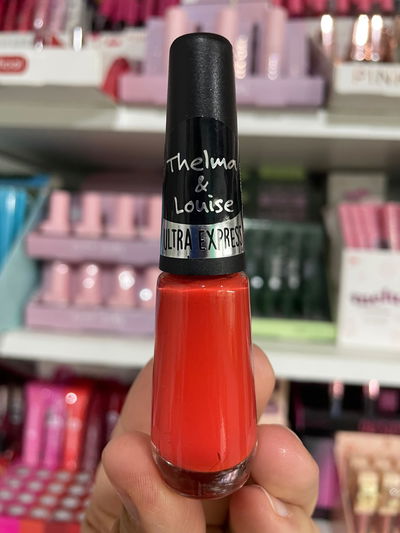 Thelma
&
Louise
ULTRA EXPRESS